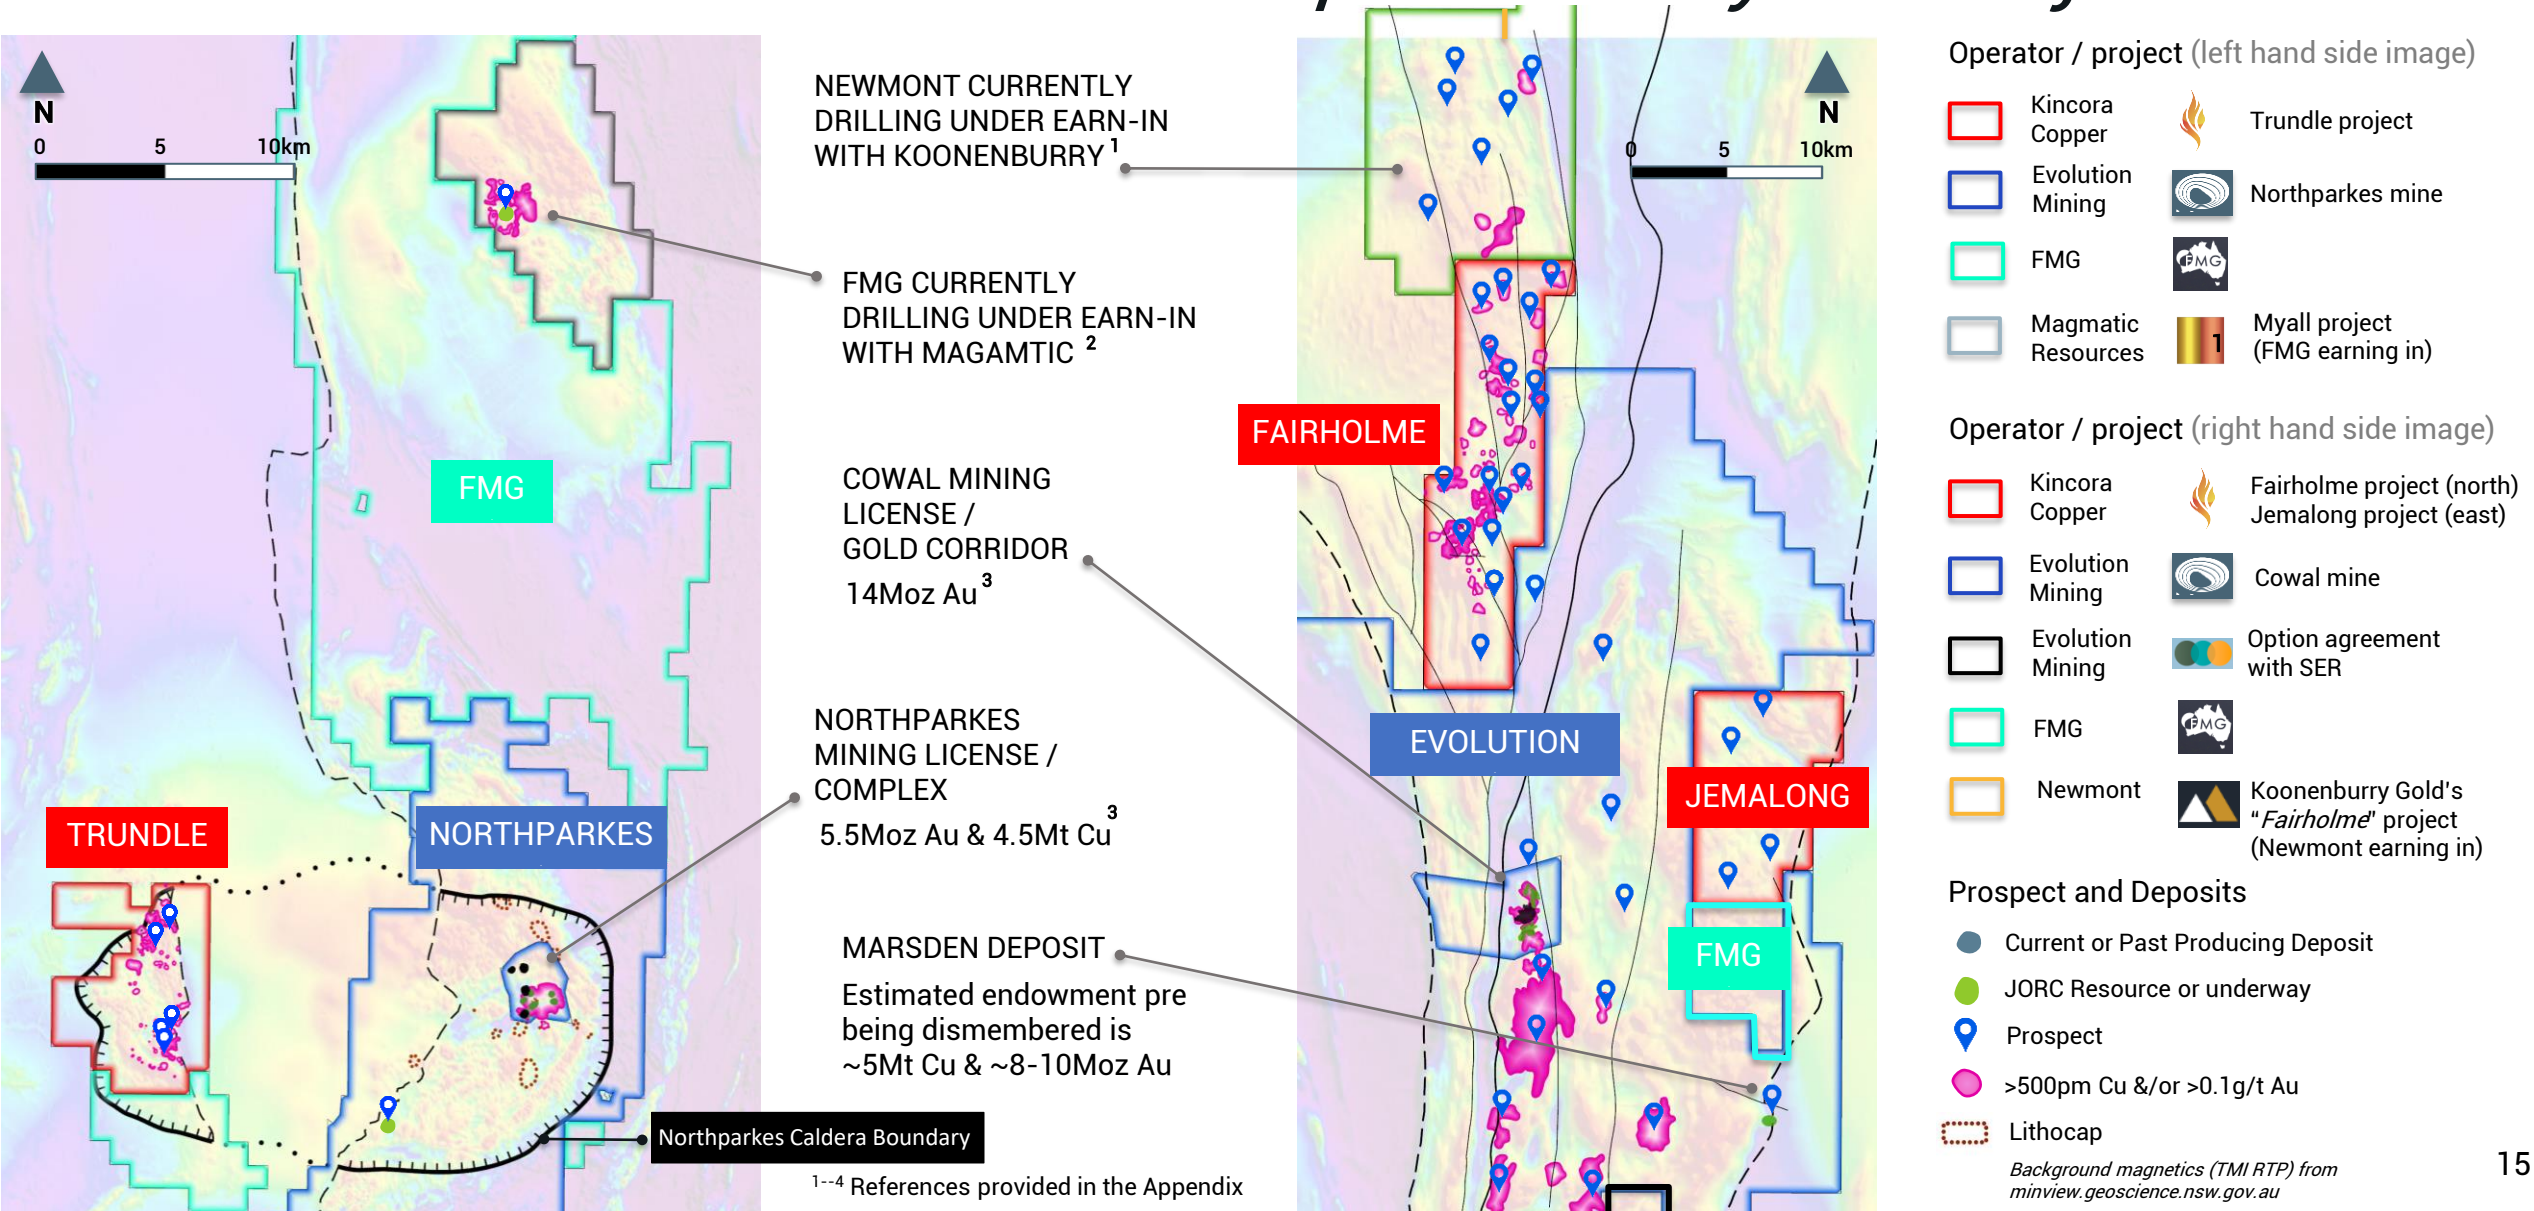 N
0 5 10km
FMG
TRUNDLE
NORTHPARKES
NEWMONT CURRENTLY
DRILLING UNDER EARN-IN
WITH KOONENBURRY 1
FMG CURRENTLY
DRILLING UNDER EARN-IN
WITH MAGAMTIC 2
COWAL MINING
LICENSE /
GOLD CORRIDOR
14Moz Au 3
NORTHPARKES
MINING LICENSE /
COMPLEX
5.5Moz Au & 4.5Mt Cu 3
MARSDEN DEPOSIT
Estimated endowment pre
being dismembered is
~5Mt Cu & ~8-10Moz Au
Northparkes Caldera Boundary
1--4 References provided in the Appendix
N
0 5 10km
FAIRHOLME
EVOLUTION
JEMALONG
FMG
Operator / project (left hand side image)
Kincora
Copper
Trundle project
Evolution
Mining
Northparkes mine
FMG
FMG
Magmatic
Resources
1
Myall project
(FMG earning in)
Operator / project (right hand side image)
Kincora
Copper
Fairholme project (north)
Jemalong project (east)
Evolution
Mining
Cowal mine
Evolution
Mining
Option agreement
with SER
FMG
FMG
Newmont
Koonenburry Gold's
"Fairholme" project
(Newmont earning in)
Prospect and Deposits
Current or Past Producing Deposit
JORC Resource or underway
Prospect
>500pm Cu &/or >0.1g/t Au
Lithocap
Background magnetics (TMI RTP) from
minview.geoscience.nsw.gov.au
15